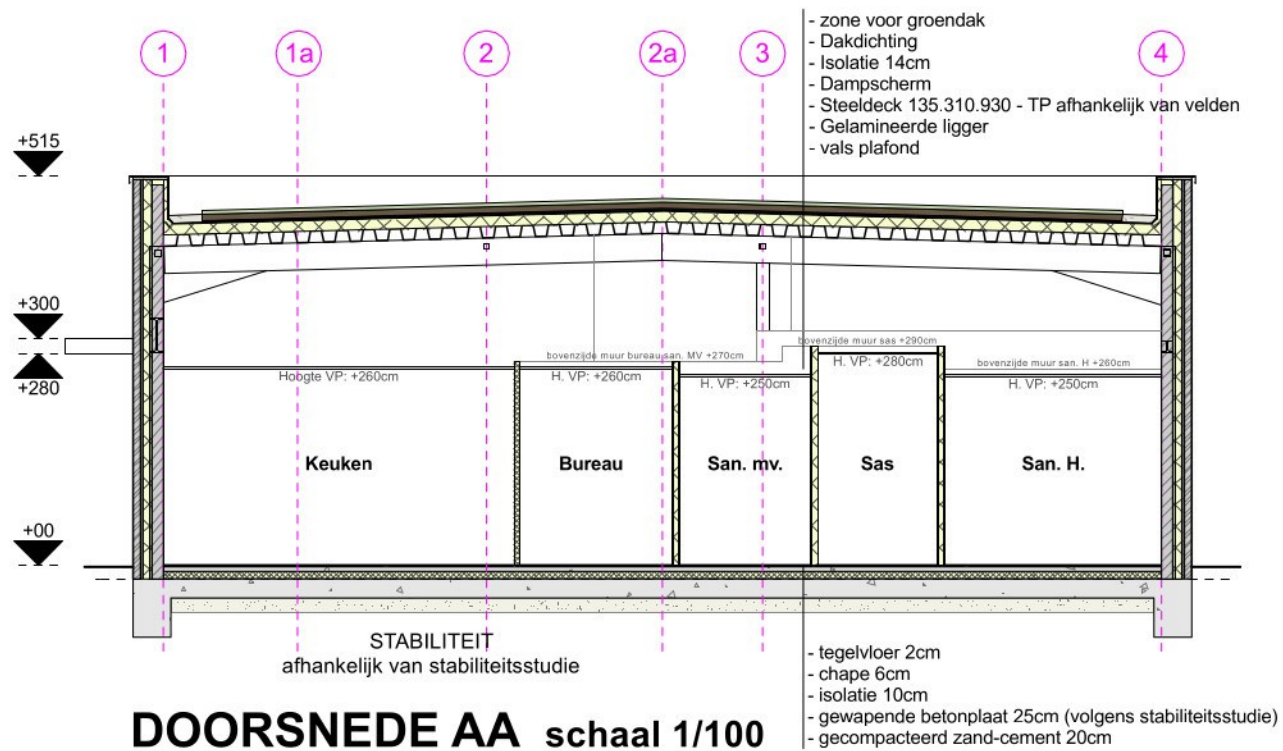 - zone voor groendak
- Dakdichting
- Isolatie 14cm
- Dampscherm
- Steeldeck 135.310.930 - TP afhankelijk van velden
- Gelamineerde ligger
- vals plafond
1 1a 2 2a 3 4
+515
+300
+280
bovenzijde muur sas +290cm
bovenzijde muur bureau san. MV +270cm
bovenzijde muur san. H +260cm
Hoogte VP: +260cm
H. VP: +260cm
H. VP: +250cm
H. VP: +280cm
H. VP: +250cm
Keuken
Bureau
San. mv.
Sas
San. H.
+00
STABILITEIT
afhankelijk van stabiliteitsstudie
- tegelvloer 2cm
- chape 6cm
- isolatie 10cm
- gewapende betonplaat 25cm (volgens stabiliteitsstudie)
- gecompacteerd zand-cement 20cm
DOORSNEDE AA schaal 1/100